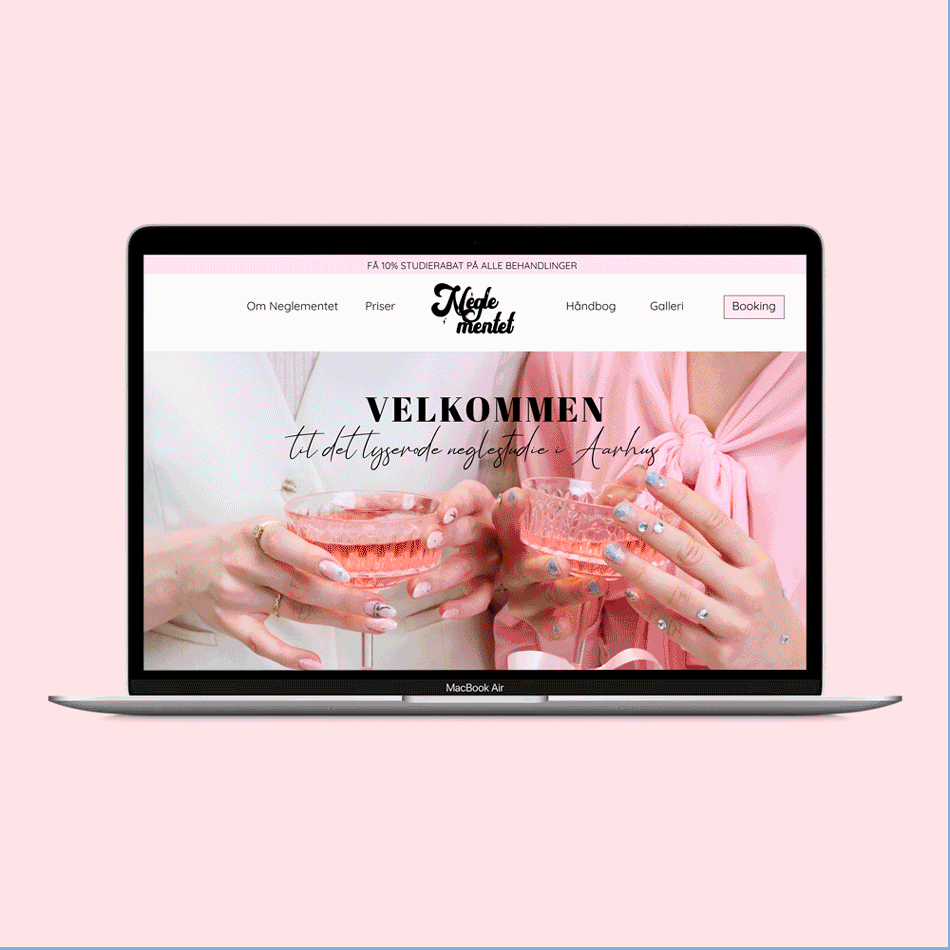 FÅ 10% STUDIERABAT PÅ ALLE BEHANDLINGER
Om Neglementet Priser Negle mentet Håndbog Galleri Booking
VELKOMMEN
til det lyserøde neglestudie i Aarhus
MacBook Air